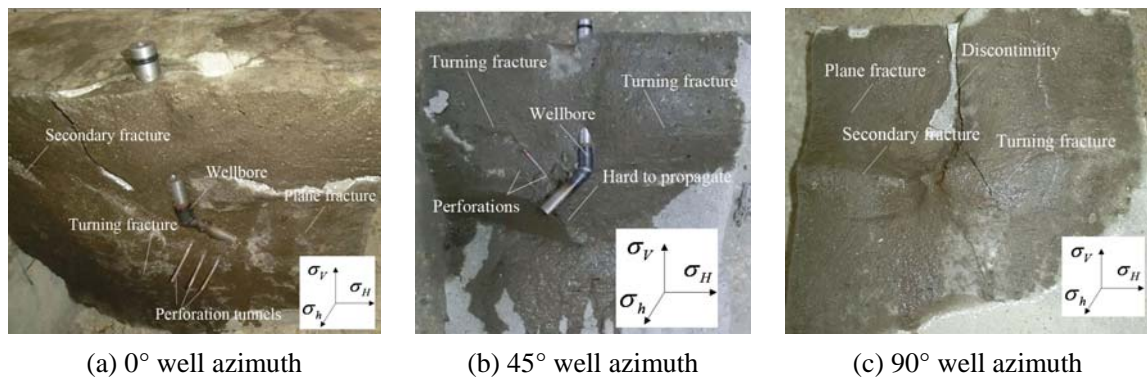 Secondary fracture
Wellbore
Plane fracture
Turning fracture
Perforation tunnels
σV
σH
σh
(a) 0° well azimuth
Turning fracture
Turning fracture
Wellbore
Hard to propagate
Perforations
σV
σH
σh
(b) 45° well azimuth
Discontinuity
Plane fracture
Secondary fracture
Turning fracture
σV
σH
σh
(c) 90° well azimuth